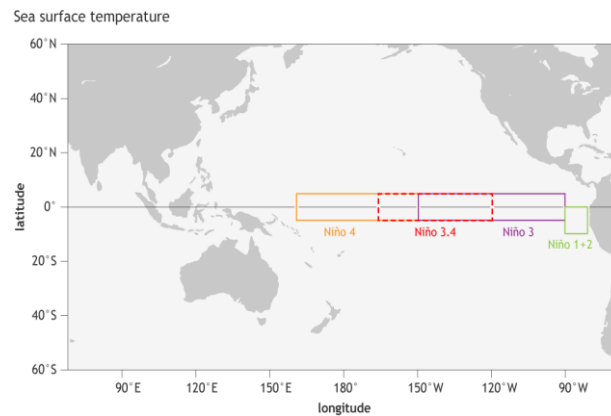 Sea surface temperature
60°N
40°N
20°N
0°
20°S
40°S
60°S
latitude
Niño 4
Niño 3.4
Niño 3
Niño 1+2
90°E
120°E
150°E
180°
150°W
120°W
90°W
longitude